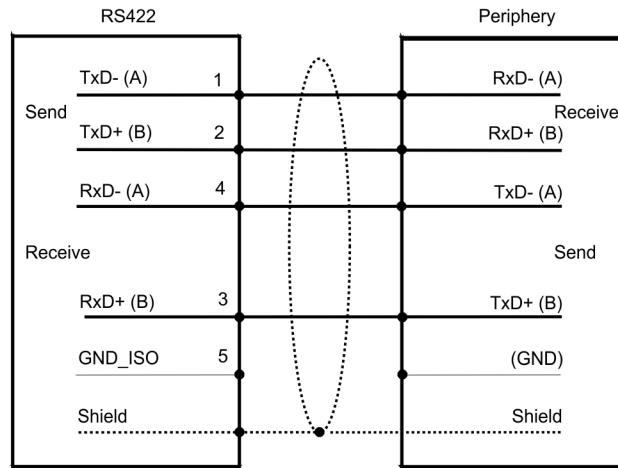 RS422 Periphery
TxD- (A) 1 RxD- (A)
Send Receive
TxD+ (B) 2 RxD+ (B)
RxD- (A) 4 TxD- (A)
Receive Send
RxD+ (B) 3 TxD+ (B)
GND_ISO 5 (GND)
Shield Shield